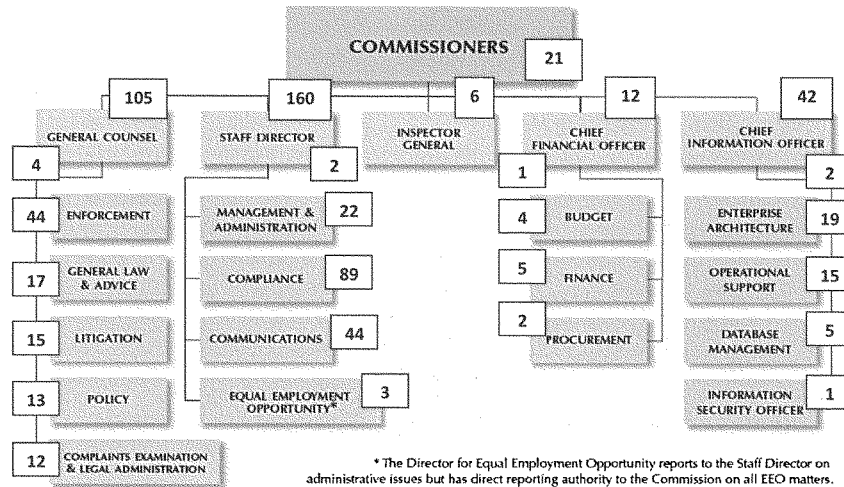 COMMISSIONERS
21
105
160
6
12
42
GENERAL COUNSEL
STAFF DIRECTOR
INSPECTOR
GENERAL
CHIEF
FINANCIAL OFFICER
CHIEF
INFORMATION OFFICER
4
2
1
2
44
ENFORCEMENT
17
GENERAL LAW
& ADVICE
15
LITIGATION
13
POLICY
12
COMPLAINTS EXAMINATION
& LEGAL ADMINISTRATION
MANAGEMENT &
ADMINISTRATION
22
COMPLIANCE
89
COMMUNICATIONS
44
EQUAL EMPLOYMENT
OPPORTUNITY*
3
4
BUDGET
5
FINANCE
2
PROCUREMENT
ENTERPRISE
ARCHITECTURE
19
OPERATIONAL
SUPPORT
15
DATABASE
MANAGEMENT
5
INFORMATION
SECURITY OFFICER
1
* The Director for Equal Employment Opportunity reports to the Staff Director on
administrative issues but has direct reporting authority to the Commission on all EEO matters.